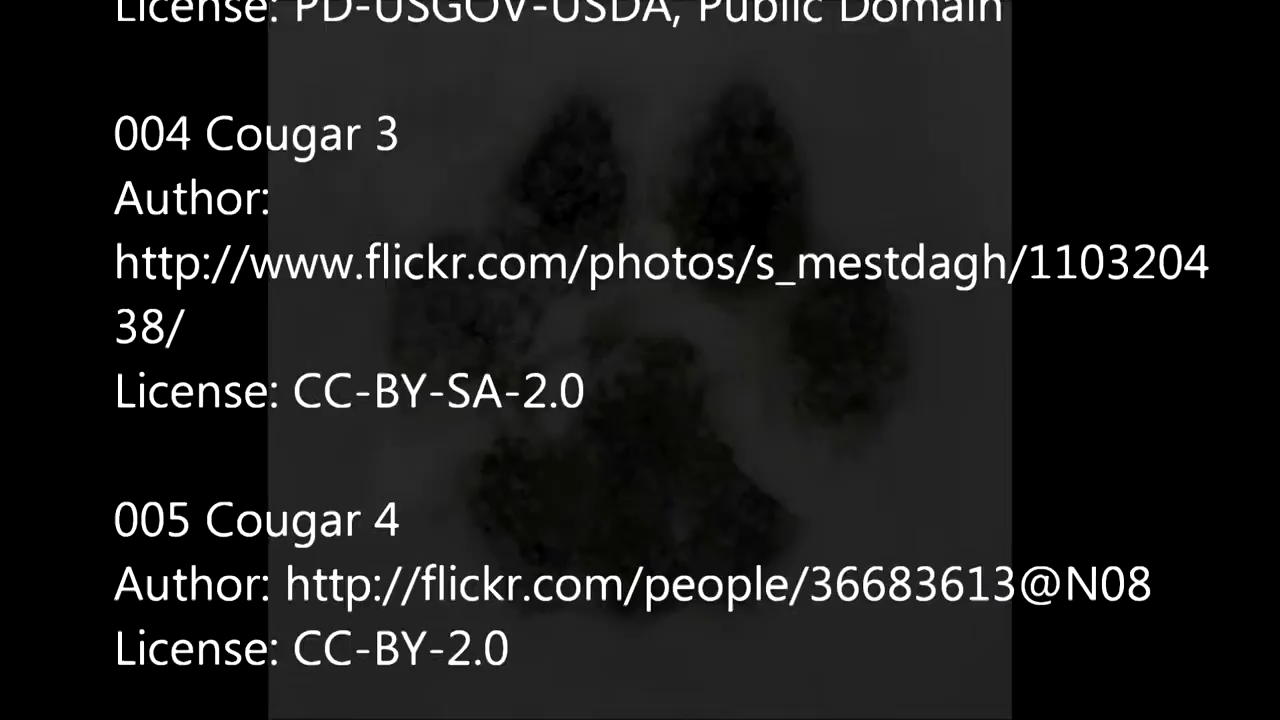 License: PD-USGOV-USDA, Public Domain
004 Cougar 3
Author:
http://www.flickr.com/photos/s_mestdagh/1103204
38/
License: CC-BY-SA-2.0
005 Cougar 4
Author: http://flickr.com/people/36683613@N08
License: CC-BY-2.0